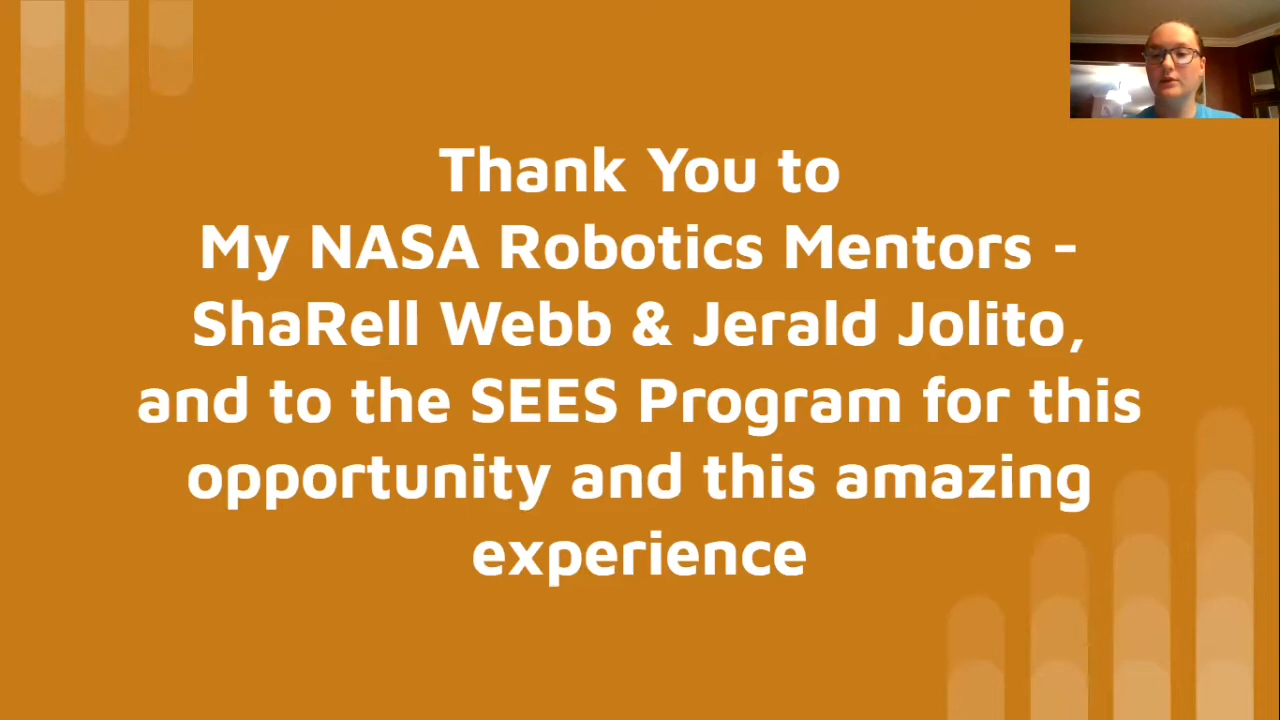 Thank You to
My NASA Robotics Mentors -
ShaRell Webb & Jerald Jolito,
and to the SEES Program for this
opportunity and this amazing
experience